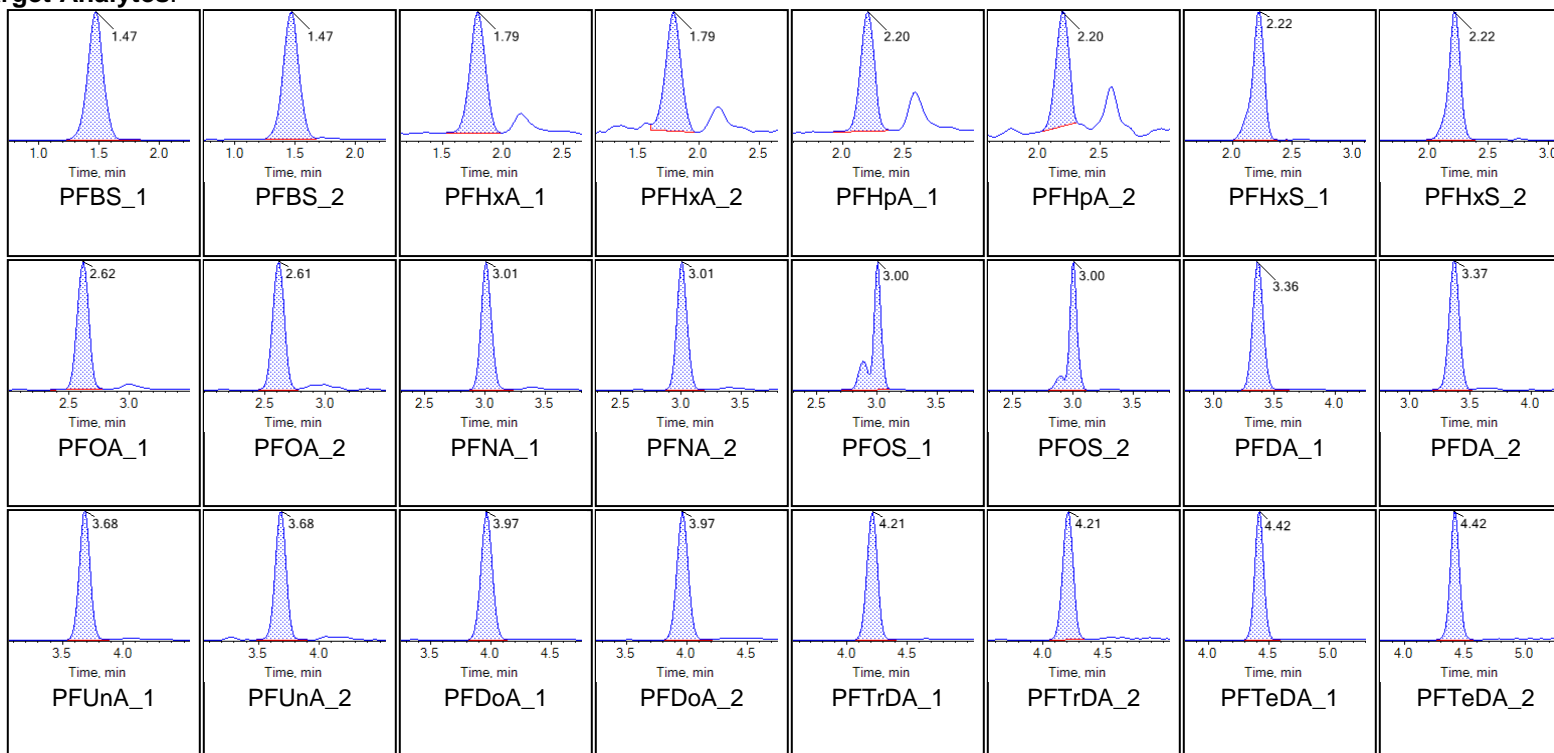 rget Analytes:
1.47 1.47 1.79 1.79 2.20 2.20 2.22 2.22
1.0 1.5 2.0 1.0 1.5 2.0 1.5 2.0 2.5 1.5 2.0 2.5 2.0 2.5 2.0 2.5 2.0 2.5 3.0 2.0 2.5 3.0
Time, min Time, min Time, min Time, min Time, min Time, min Time, min Time, min
PFBS_1 PFBS_2 PFHxA_1 PFHxA_2 PFHpA_1 PFHpA_2 PFHxS_1 PFHxS_2
2.62 2.61 3.01 3.01 3.00 3.00 3.36 3.37
2.5 3.0 2.5 3.0 2.5 3.0 3.5 2.5 3.0 3.5 2.5 3.0 3.5 2.5 3.0 3.5 3.0 3.5 4.0 3.0 3.5 4.0
Time, min Time, min Time, min Time, min Time, min Time, min Time, min Time, min
PFOA_1 PFOA_2 PFNA_1 PFNA_2 PFOS_1 PFOS_2 PFDA_1 PFDA_2
3.68 3.68 3.97 3.97 4.21 4.21 4.42 4.42
3.5 4.0 3.5 4.0 3.5 4.0 4.5 3.5 4.0 4.5 4.0 4.5 4.0 4.5 4.0 4.5 5.0 4.0 4.5 5.0
Time, min Time, min Time, min Time, min Time, min Time, min Time, min Time, min
PFUnA_1 PFUnA_2 PFDoA_1 PFDoA_2 PFTrDA_1 PFTrDA_2 PFTeDA_1 PFTeDA_2